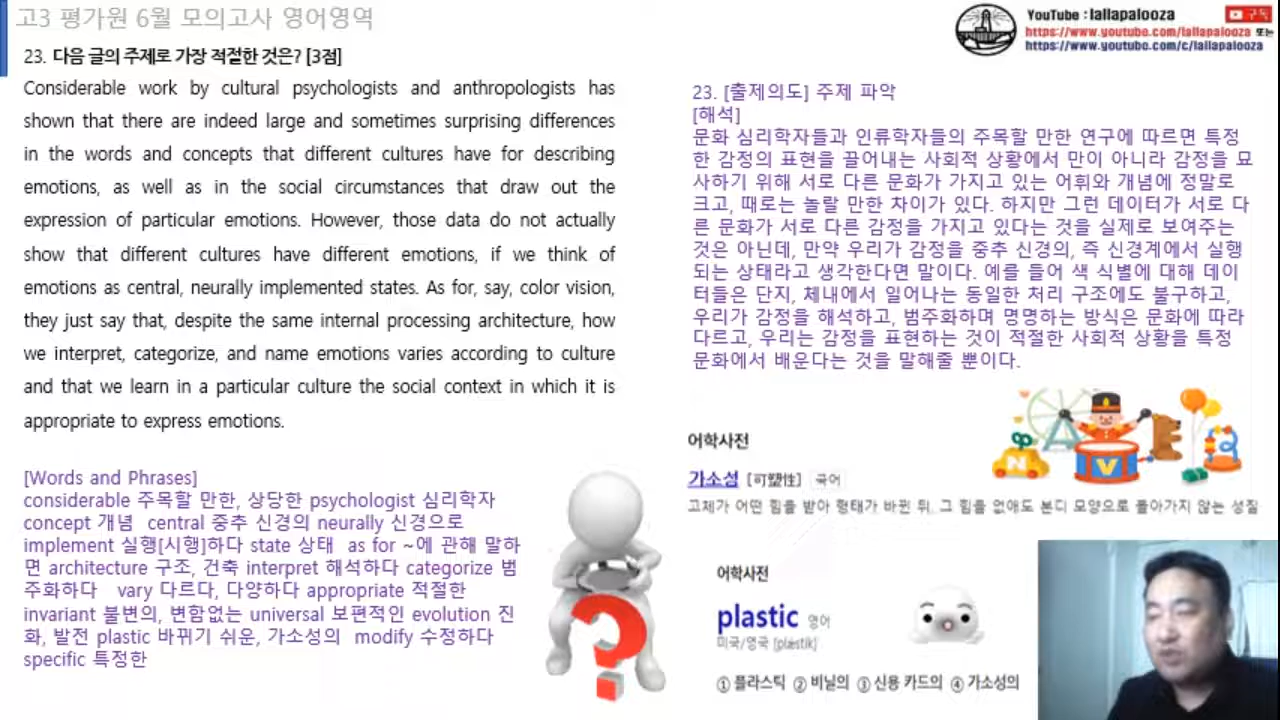 고3 평가원 6월 모의고사 영어영역
YouTube : lallapalooza
구독
https://www.youtube.com/lallapalooza 또는
https://www.youtube.com/c/lallapalooza
23. 다음 글의 주제로 가장 적절한 것은? [3점]
Considerable work by cultural psychologists and anthropologists has
shown that there are indeed large and sometimes surprising differences
in the words and concepts that different cultures have for describing
emotions, as well as in the social circumstances that draw out the
expression of particular emotions. However, those data do not actually
show that different cultures have different emotions, if we think of
emotions as central, neurally implemented states. As for, say, color vision,
they just say that, despite the same internal processing architecture, how
we interpret, categorize, and name emotions varies according to culture
and that we learn in a particular culture the social context in which it is
appropriate to express emotions.
[Words and Phrases]
considerable 주목할 만한, 상당한 psychologist 심리학자
concept 개념 central 중추 신경의 neurally 신경으로
implement 실행[시행]하다 state 상태 as for ~에 관해 말하
면 architecture 구조, 건축 interpret 해석하다 categorize 범
주화하다 vary 다르다, 다양하다 appropriate 적절한
invariant 불변의, 변함없는 universal 보편적인 evolution 진
화, 발전 plastic 바뀌기 쉬운, 가소성의 modify 수정하다
specific 특정한
23. [출제의도] 주제 파악
[해석]
문화 심리학자들과 인류학자들의 주목할 만한 연구에 따르면 특정
한 감정의 표현을 끌어내는 사회적 상황에서 만이 아니라 감정을 묘
사하기 위해 서로 다른 문화가 가지고 있는 어휘와 개념에 정말로
크고, 때로는 놀랄 만한 차이가 있다. 하지만 그런 데이터가 서로 다
른 문화가 서로 다른 감정을 가지고 있다는 것을 실제로 보여주는
것은 아닌데, 만약 우리가 감정을 중추 신경의, 즉 신경계에서 실행
되는 상태라고 생각한다면 말이다. 예를 들어 색 식별에 대해 데이
터들은 단지, 체내에서 일어나는 동일한 처리 구조에도 불구하고,
우리가 감정을 해석하고, 범주화하며 명명하는 방식은 문화에 따라
다르고, 우리는 감정을 표현하는 것이 적절한 사회적 상황을 특정
문화에서 배운다는 것을 말해줄 뿐이다.
NAVER
어학사전
가소성 [可塑性] 국어
고체가 어떤 힘을 받아 형태가 바뀐 뒤, 그 힘을 없애도 본디 모양으로 돌아가지 않는 성질
어학사전
plastic 영어
미국/영국 [plæstik]
① 플라스틱 ② 비닐의 ③ 신용 카드의 ④ 가소성의